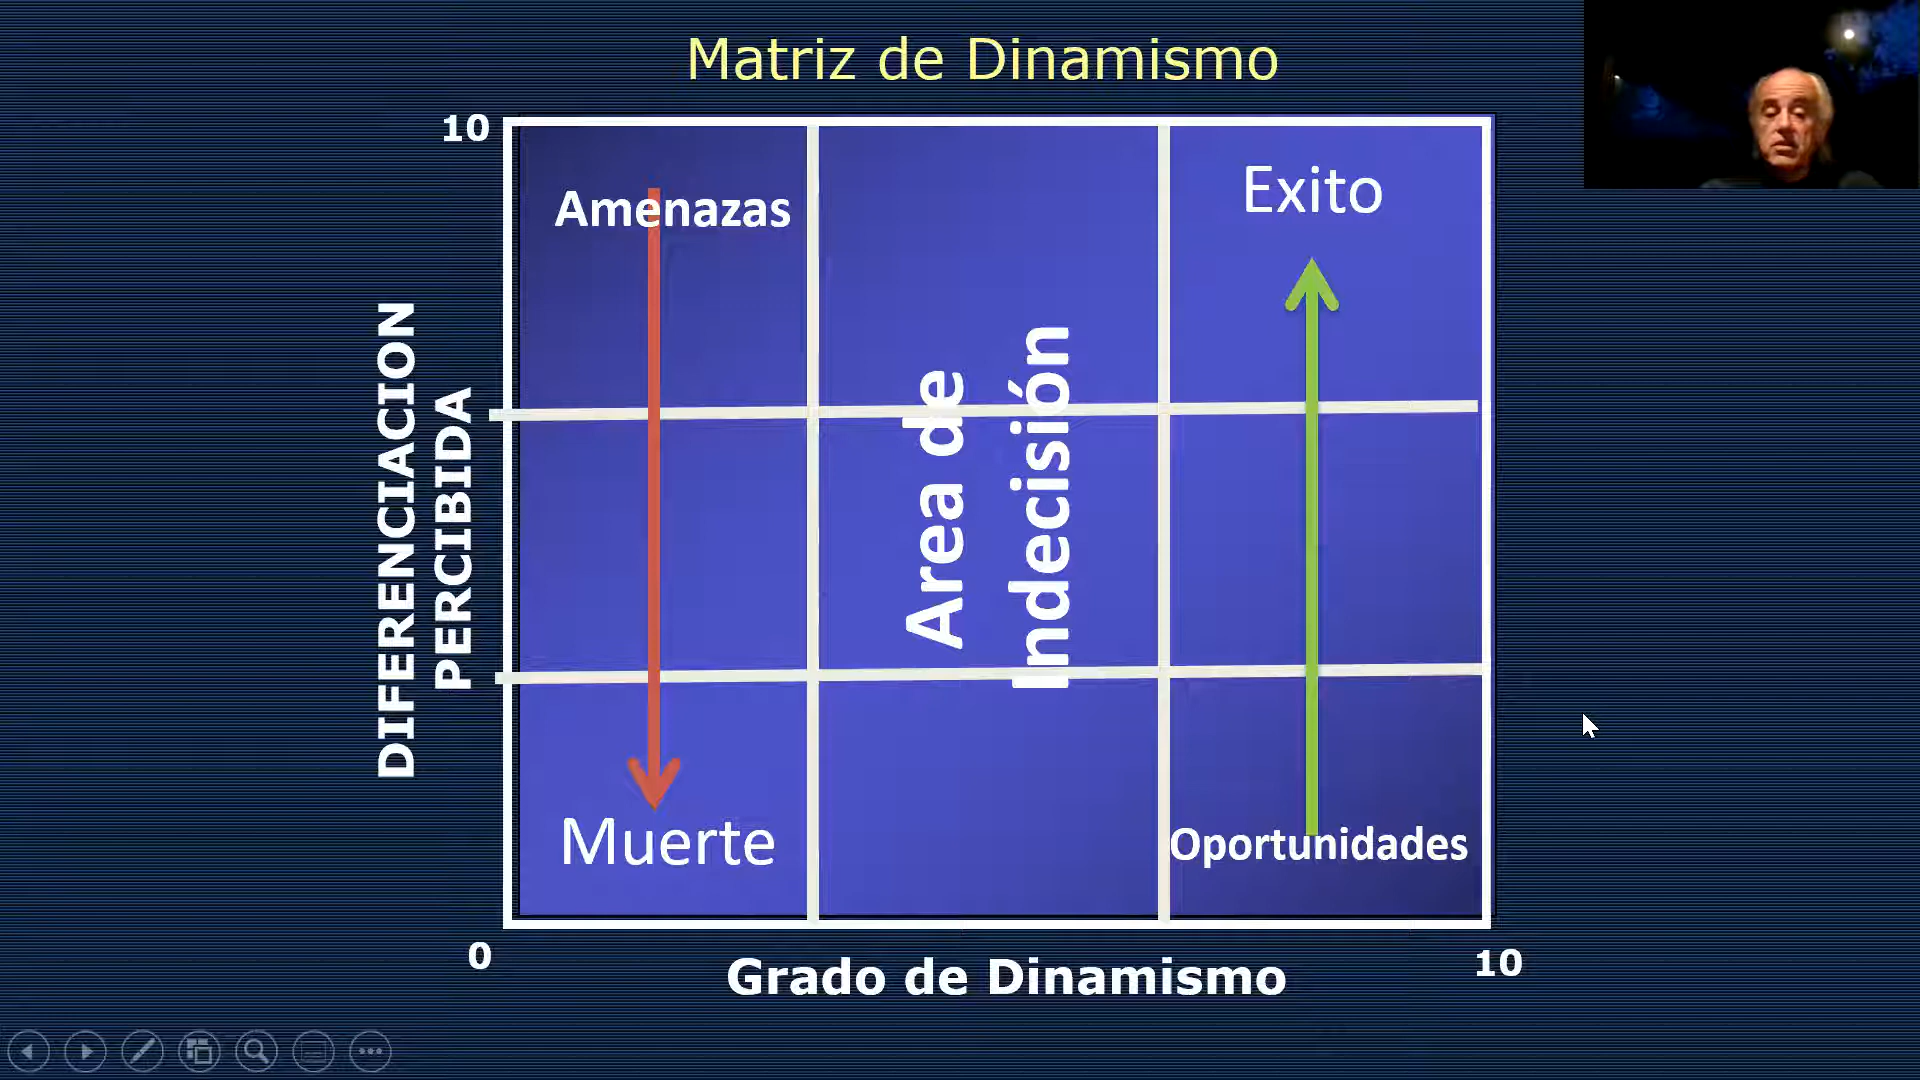 Matriz de Dinamismo
10
Amenazas
Exito
DIFERENCIACION
PERCIBIDA
Area de
Indecisión
Muerte
Oportunidades
0
10
Grado de Dinamismo